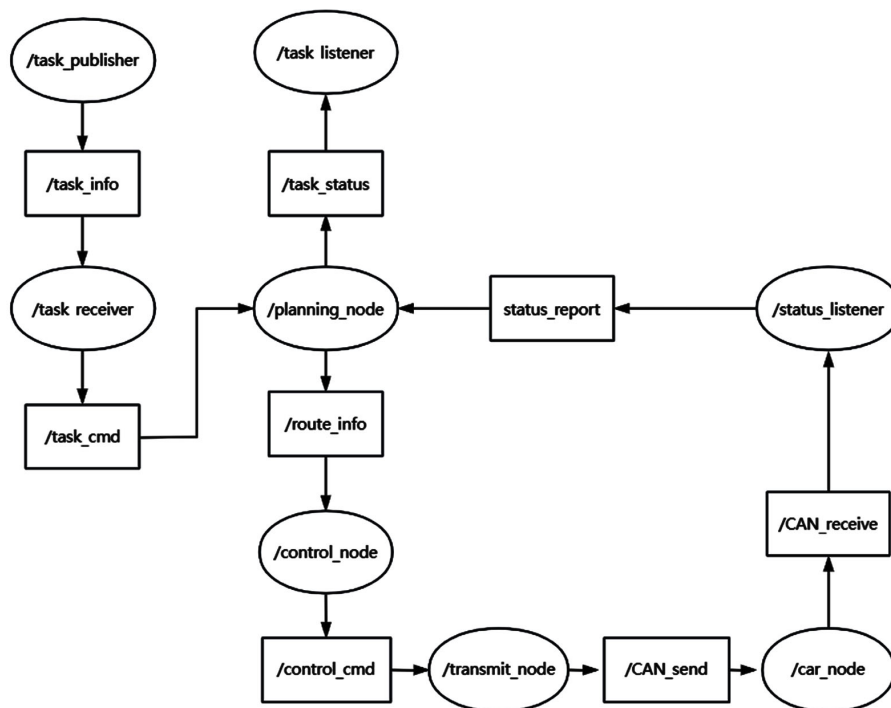 /task_publisher
/task listener
/task_info
/task_status
/task receiver
/planning_node
status_report
/status_listener
/task_cmd
/route_info
/CAN_receive
/control_node
/control_cmd
/transmit_node
/CAN_send
/car_node